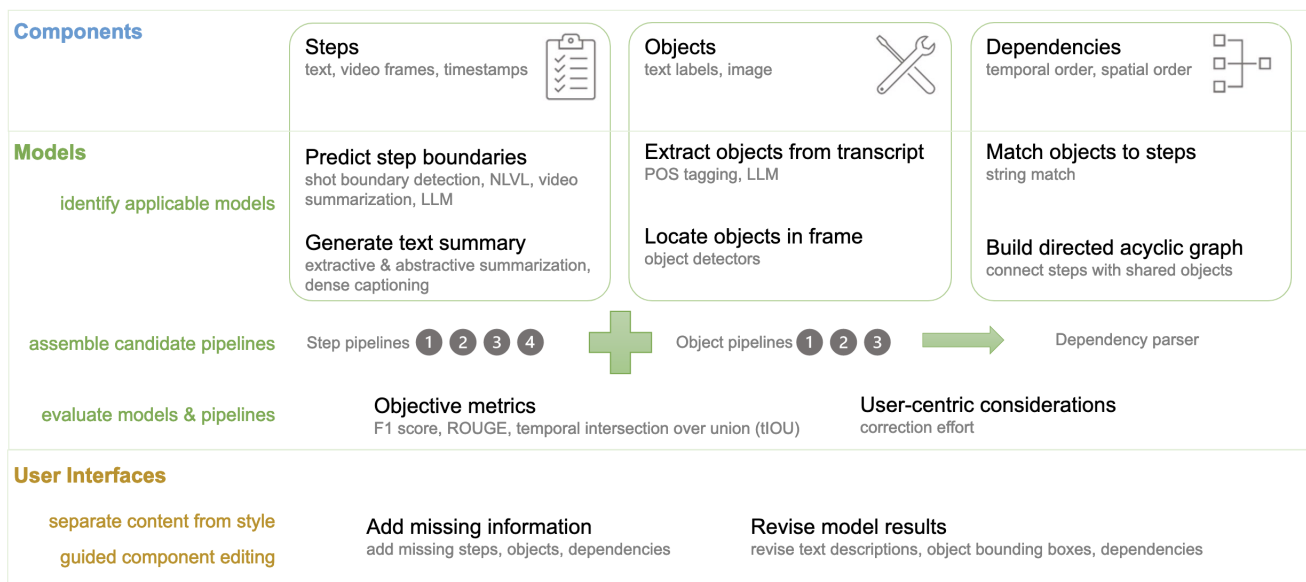 Components
Steps
text, video frames, timestamps
Objects
text labels, image
Dependencies
temporal order, spatial order
Models
identify applicable models
Predict step boundaries
shot boundary detection, NLVL, video
summarization, LLM
Generate text summary
extractive & abstractive summarization,
dense captioning
Extract objects from transcript
POS tagging, LLM
Locate objects in frame
object detectors
Match objects to steps
string match
Build directed acyclic graph
connect steps with shared objects
assemble candidate pipelines
Step pipelines 1 2 3 4
Object pipelines 1 2 3
Dependency parser
evaluate models & pipelines
Objective metrics
F1 score, ROUGE, temporal intersection over union (tIOU)
User-centric considerations
correction effort
User Interfaces
separate content from style
guided component editing
Add missing information
add missing steps, objects, dependencies
Revise model results
revise text descriptions, object bounding boxes, dependencies